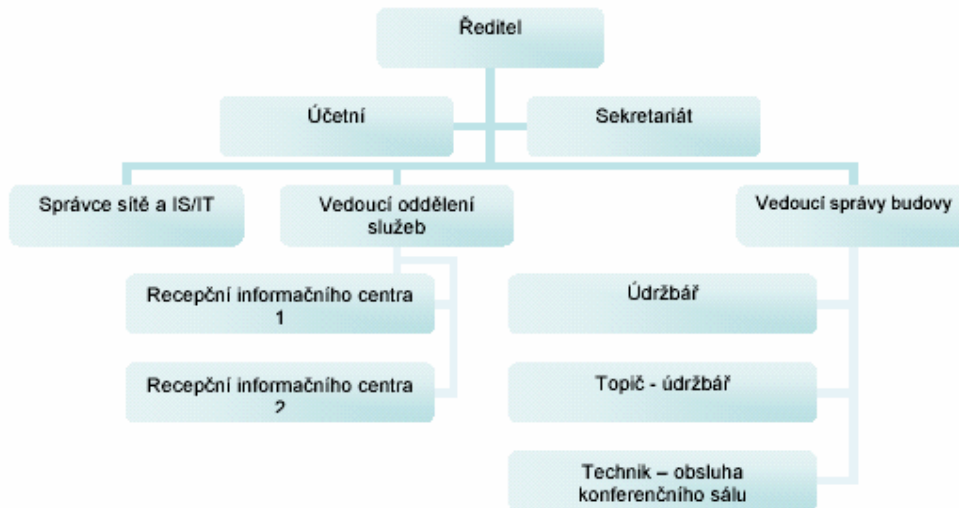 Ředitel
Účetní
Sekretariát
Správce sítě a IS/IT
Vedoucí oddělení
služeb
Vedoucí správy budovy
Recepční informačního centra
1
Recepční informačního centra
2
Údržbář
Topič - údržbář
Technik – obsluha
konferenčního sálu